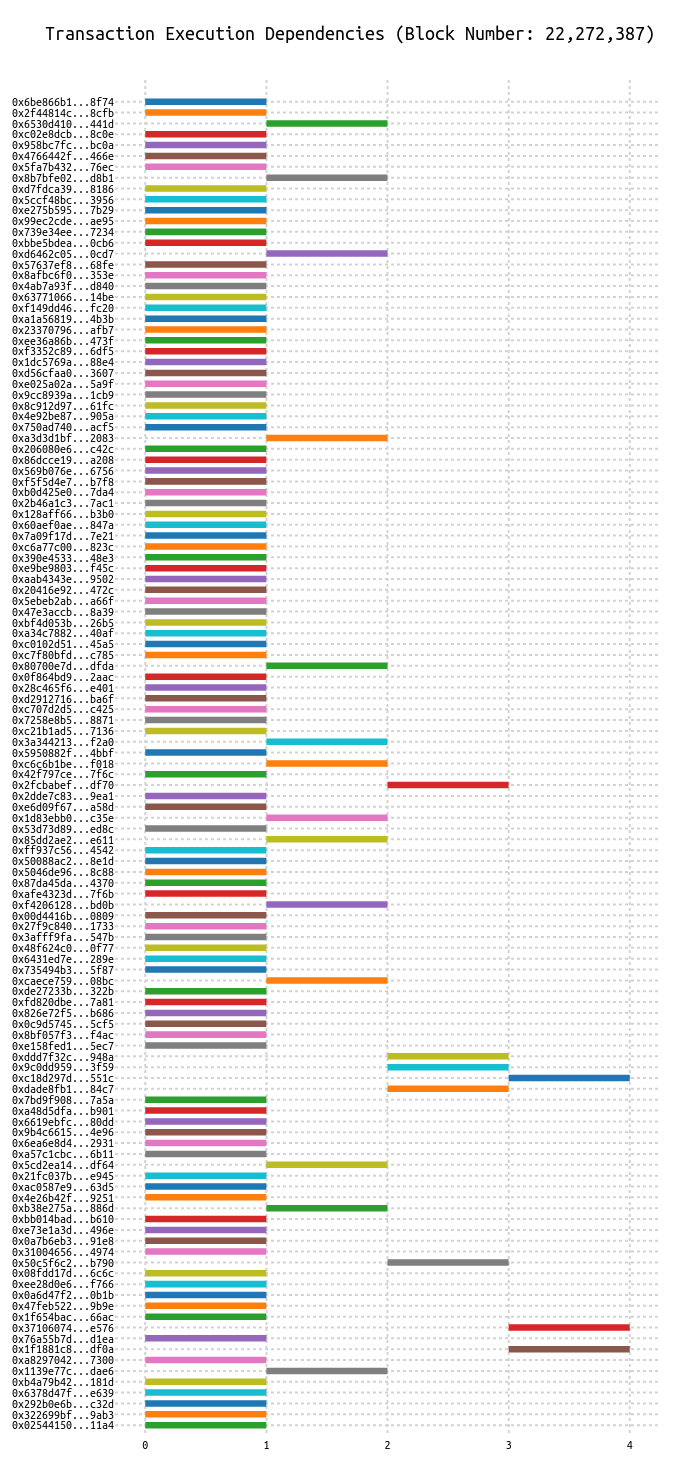 Transaction Execution Dependencies (Block Number: 22,272,387)
0x6be866b1...8f74
0x2f44814c...8cfb
0x6530d410...441d
0xc02e8dcb...8c0e
0x958bc7fc...bc0a
0x4766442f...466e
0x5fa7b432...76ec
0x8b7bfe02...d8b1
0xd7fdca39...8186
0x5ccf48bc...3956
0xe275b595...7b29
0x99ec2cde...ae95
0x739e34ee...7234
0xbbe5bdea...0cb6
0xd6462c05...0cd7
0x57637ef8...68fe
0x8afbc6f0...353e
0x4ab7a93f...d840
0x63771066...14be
0xf149dd46...fc20
0xa1a56819...4b3b
0x23370796...afb7
0xee36a86b...473f
0xf3352c89...6df5
0x1dc5769a...88e4
0xd56cfaa0...3607
0xe025a02a...5a9f
0x9cc8939a...1cb9
0x8c912d97...61fc
0x4e92be87...905a
0x750ad740...acf5
0xa3d3d1bf...2083
0x206080e6...c42c
0x86dcce19...a208
0x569b076e...6756
0xf5f5d4e7...b7f8
0xb0d425e0...7da4
0x2b46a1c3...7ac1
0x128aff66...b3b0
0x60aef0ae...847a
0x7a09f17d...7e21
0xc6a77c00...823c
0x390e4533...48e3
0xe9be9803...f45c
0xaab4343e...9502
0x20416e92...472c
0x5ebeb2ab...a66f
0x47e3accb...8a39
0xbf4d053b...26b5
0xa34c7882...40af
0xc0102d51...45a5
0xc7f80bfd...c785
0x80700e7d...dfda
0x0f864bd9...2aac
0x28c465f6...e401
0xd2912716...ba6f
0xc707d2d5...c425
0x7258e8b5...8871
0xc21b1ad5...7136
0x3a344213...f2a0
0x5950882f...4bbf
0xc6c6b1be...f018
0x42f797ce...7f6c
0x2fcbabef...df70
0x2dde7c83...9ea1
0xe6d09f67...a58d
0x1d83ebb0...c35e
0x53d73d89...ed8c
0x85dd2ae2...e611
0xff937c56...4542
0x50088ac2...8e1d
0x5046de96...8c88
0x87da45da...4370
0xafe4323d...7f6b
0xf4206128...bd0b
0x00d4416b...0809
0x27f9c840...1733
0x3afff9fa...547b
0x48f624c0...0f77
0x6431ed7e...289e
0x735494b3...5f87
0xcaece759...08bc
0xde27233b...322b
0xfd820dbe...7a81
0x826e72f5...b686
0x0c9d5745...5cf5
0x8bf057f3...f4ac
0xe158fed1...5ec7
0xddd7f32c...948a
0x9c0dd959...3f59
0xc18d297d...551c
0xdade8fb1...84c7
0x7bd9f908...7a5a
0xa48d5dfa...b901
0x6619ebfc...80dd
0x9b4c6615...4e96
0x6ea6e8d4...2931
0xa57c1cbc...6b11
0x5cd2ea14...df64
0x21fc037b...e945
0xac0587e9...63d5
0x4e26b42f...9251
0xb38e275a...886d
0xbb014bad...b610
0xe73e1a3d...496e
0x0a7b6eb3...91e8
0x31004656...4974
0x50c5f6c2...b790
0x08fdd17d...6c6c
0xee28d0e6...f766
0x0a6d47f2...0b1b
0x47feb522...9b9e
0x1f654bac...66ac
0x37106074...e576
0x76a55b7d...d1ea
0x1f1881c8...df0a
0xa8297042...7300
0x1139e77c...dae6
0xb4a79b42...181d
0x6378d47f...e639
0x292b0e6b...c32d
0x322699bf...9ab3
0x02544150...11a4
0 1 2 3 4